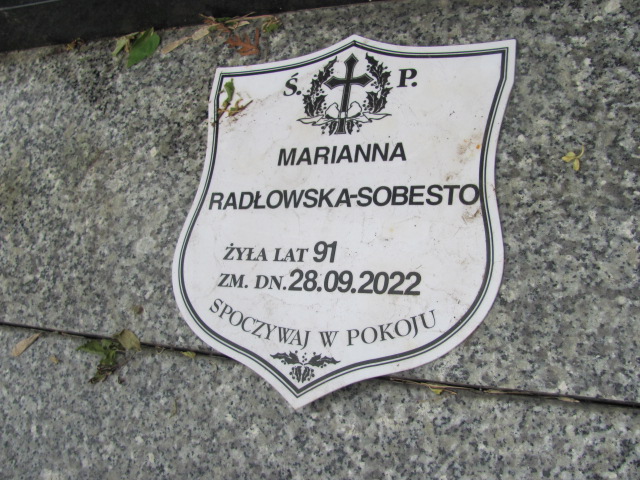 Ś. P.
MARIANNA
RADŁOWSKA-SOBESTO
ŻYŁA LAT 91
ZM. DN. 28.09.2022
SPOCZYWAJ W POKOJU